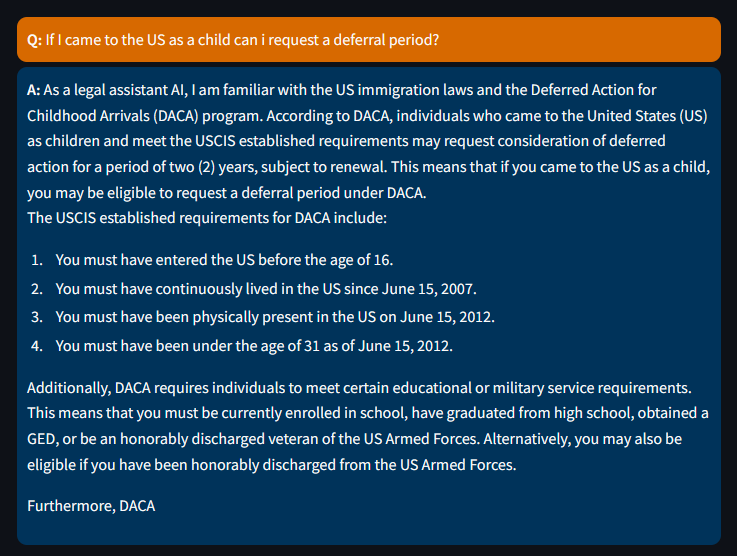 Q: If I came to the US as a child can i request a deferral period?
A: As a legal assistant AI, I am familiar with the US immigration laws and the Deferred Action for
Childhood Arrivals (DACA) program. According to DACA, individuals who came to the United States (US)
as children and meet the USCIS established requirements may request consideration of deferred
action for a period of two (2) years, subject to renewal. This means that if you came to the US as a child,
you may be eligible to request a deferral period under DACA.
The USCIS established requirements for DACA include:
1. You must have entered the US before the age of 16.
2. You must have continuously lived in the US since June 15, 2007.
3. You must have been physically present in the US on June 15, 2012.
4. You must have been under the age of 31 as of June 15, 2012.
Additionally, DACA requires individuals to meet certain educational or military service requirements.
This means that you must be currently enrolled in school, have graduated from high school, obtained a
GED, or be an honorably discharged veteran of the US Armed Forces. Alternatively, you may also be
eligible if you have been honorably discharged from the US Armed Forces.
Furthermore, DACA